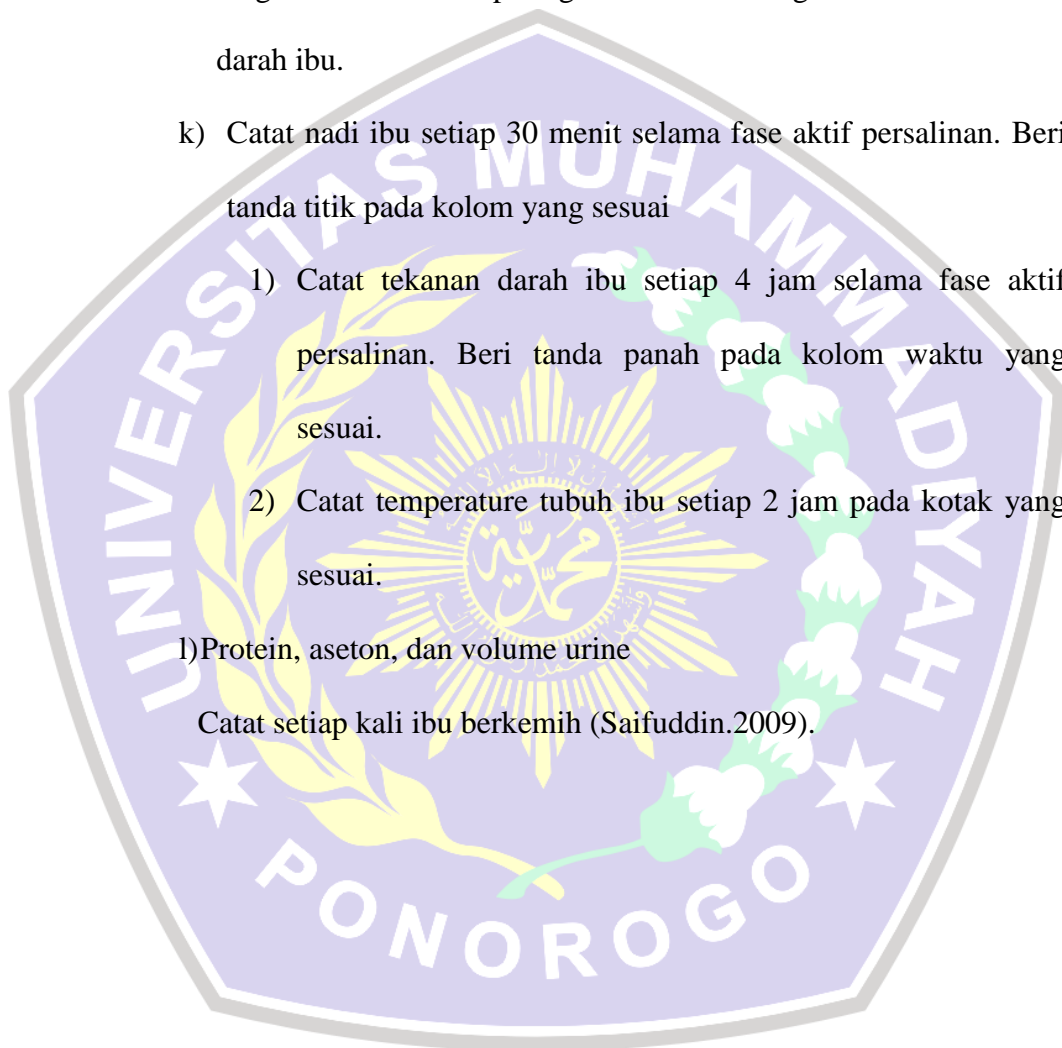 darah ibu.
k) Catat nadi ibu setiap 30 menit selama fase aktif persalinan. Beri
tanda titik pada kolom yang sesuai
1) Catat tekanan darah ibu setiap 4 jam selama fase aktif
persalinan. Beri tanda panah pada kolom waktu yang
sesuai.
2) Catat temperature tubuh ibu setiap 2 jam pada kotak yang
sesuai.
l)Protein, aseton, dan volume urine
Catat setiap kali ibu berkemih (Saifuddin.2009).
UNIVERSITAS MUHAMMADIYAH
PONOROGO